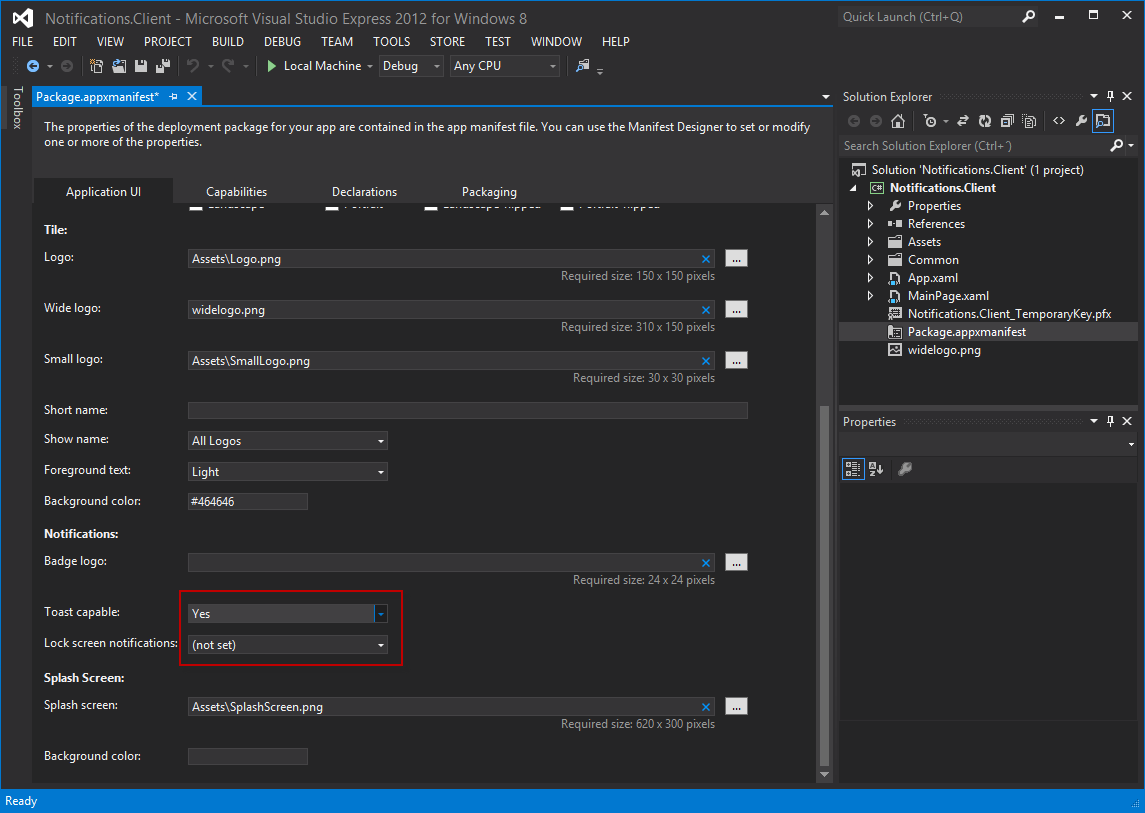 Notifications.Client - Microsoft Visual Studio Express 2012 for Windows 8
Quick Launch (Ctrl+Q)
FILE EDIT VIEW PROJECT BUILD DEBUG TEAM TOOLS STORE TEST WINDOW HELP
Local Machine Debug Any CPU
Toolbox
Package.appxmanifest*
The properties of the deployment package for your app are contained in the app manifest file. You can use the Manifest Designer to set or modify
one or more of the properties.
Application UI Capabilities Declarations Packaging
Tile:
Logo: Assets\Logo.png ...
Required size: 150 x 150 pixels
Wide logo: widelogo.png ...
Required size: 310 x 150 pixels
Small logo: Assets\SmallLogo.png ...
Required size: 30 x 30 pixels
Short name:
Show name: All Logos
Foreground text: Light
Background color: #464646
Notifications:
Badge logo: ...
Required size: 24 x 24 pixels
Toast capable: Yes
Lock screen notifications: (not set)
Splash Screen:
Splash screen: Assets\SplashScreen.png ...
Required size: 620 x 300 pixels
Background color:
Solution Explorer
Search Solution Explorer (Ctrl+¨)
Solution 'Notifications.Client' (1 project)
C# Notifications.Client
Properties
References
Assets
Common
App.xaml
MainPage.xaml
Notifications.Client_TemporaryKey.pfx
Package.appxmanifest
widelogo.png
Properties
Ready